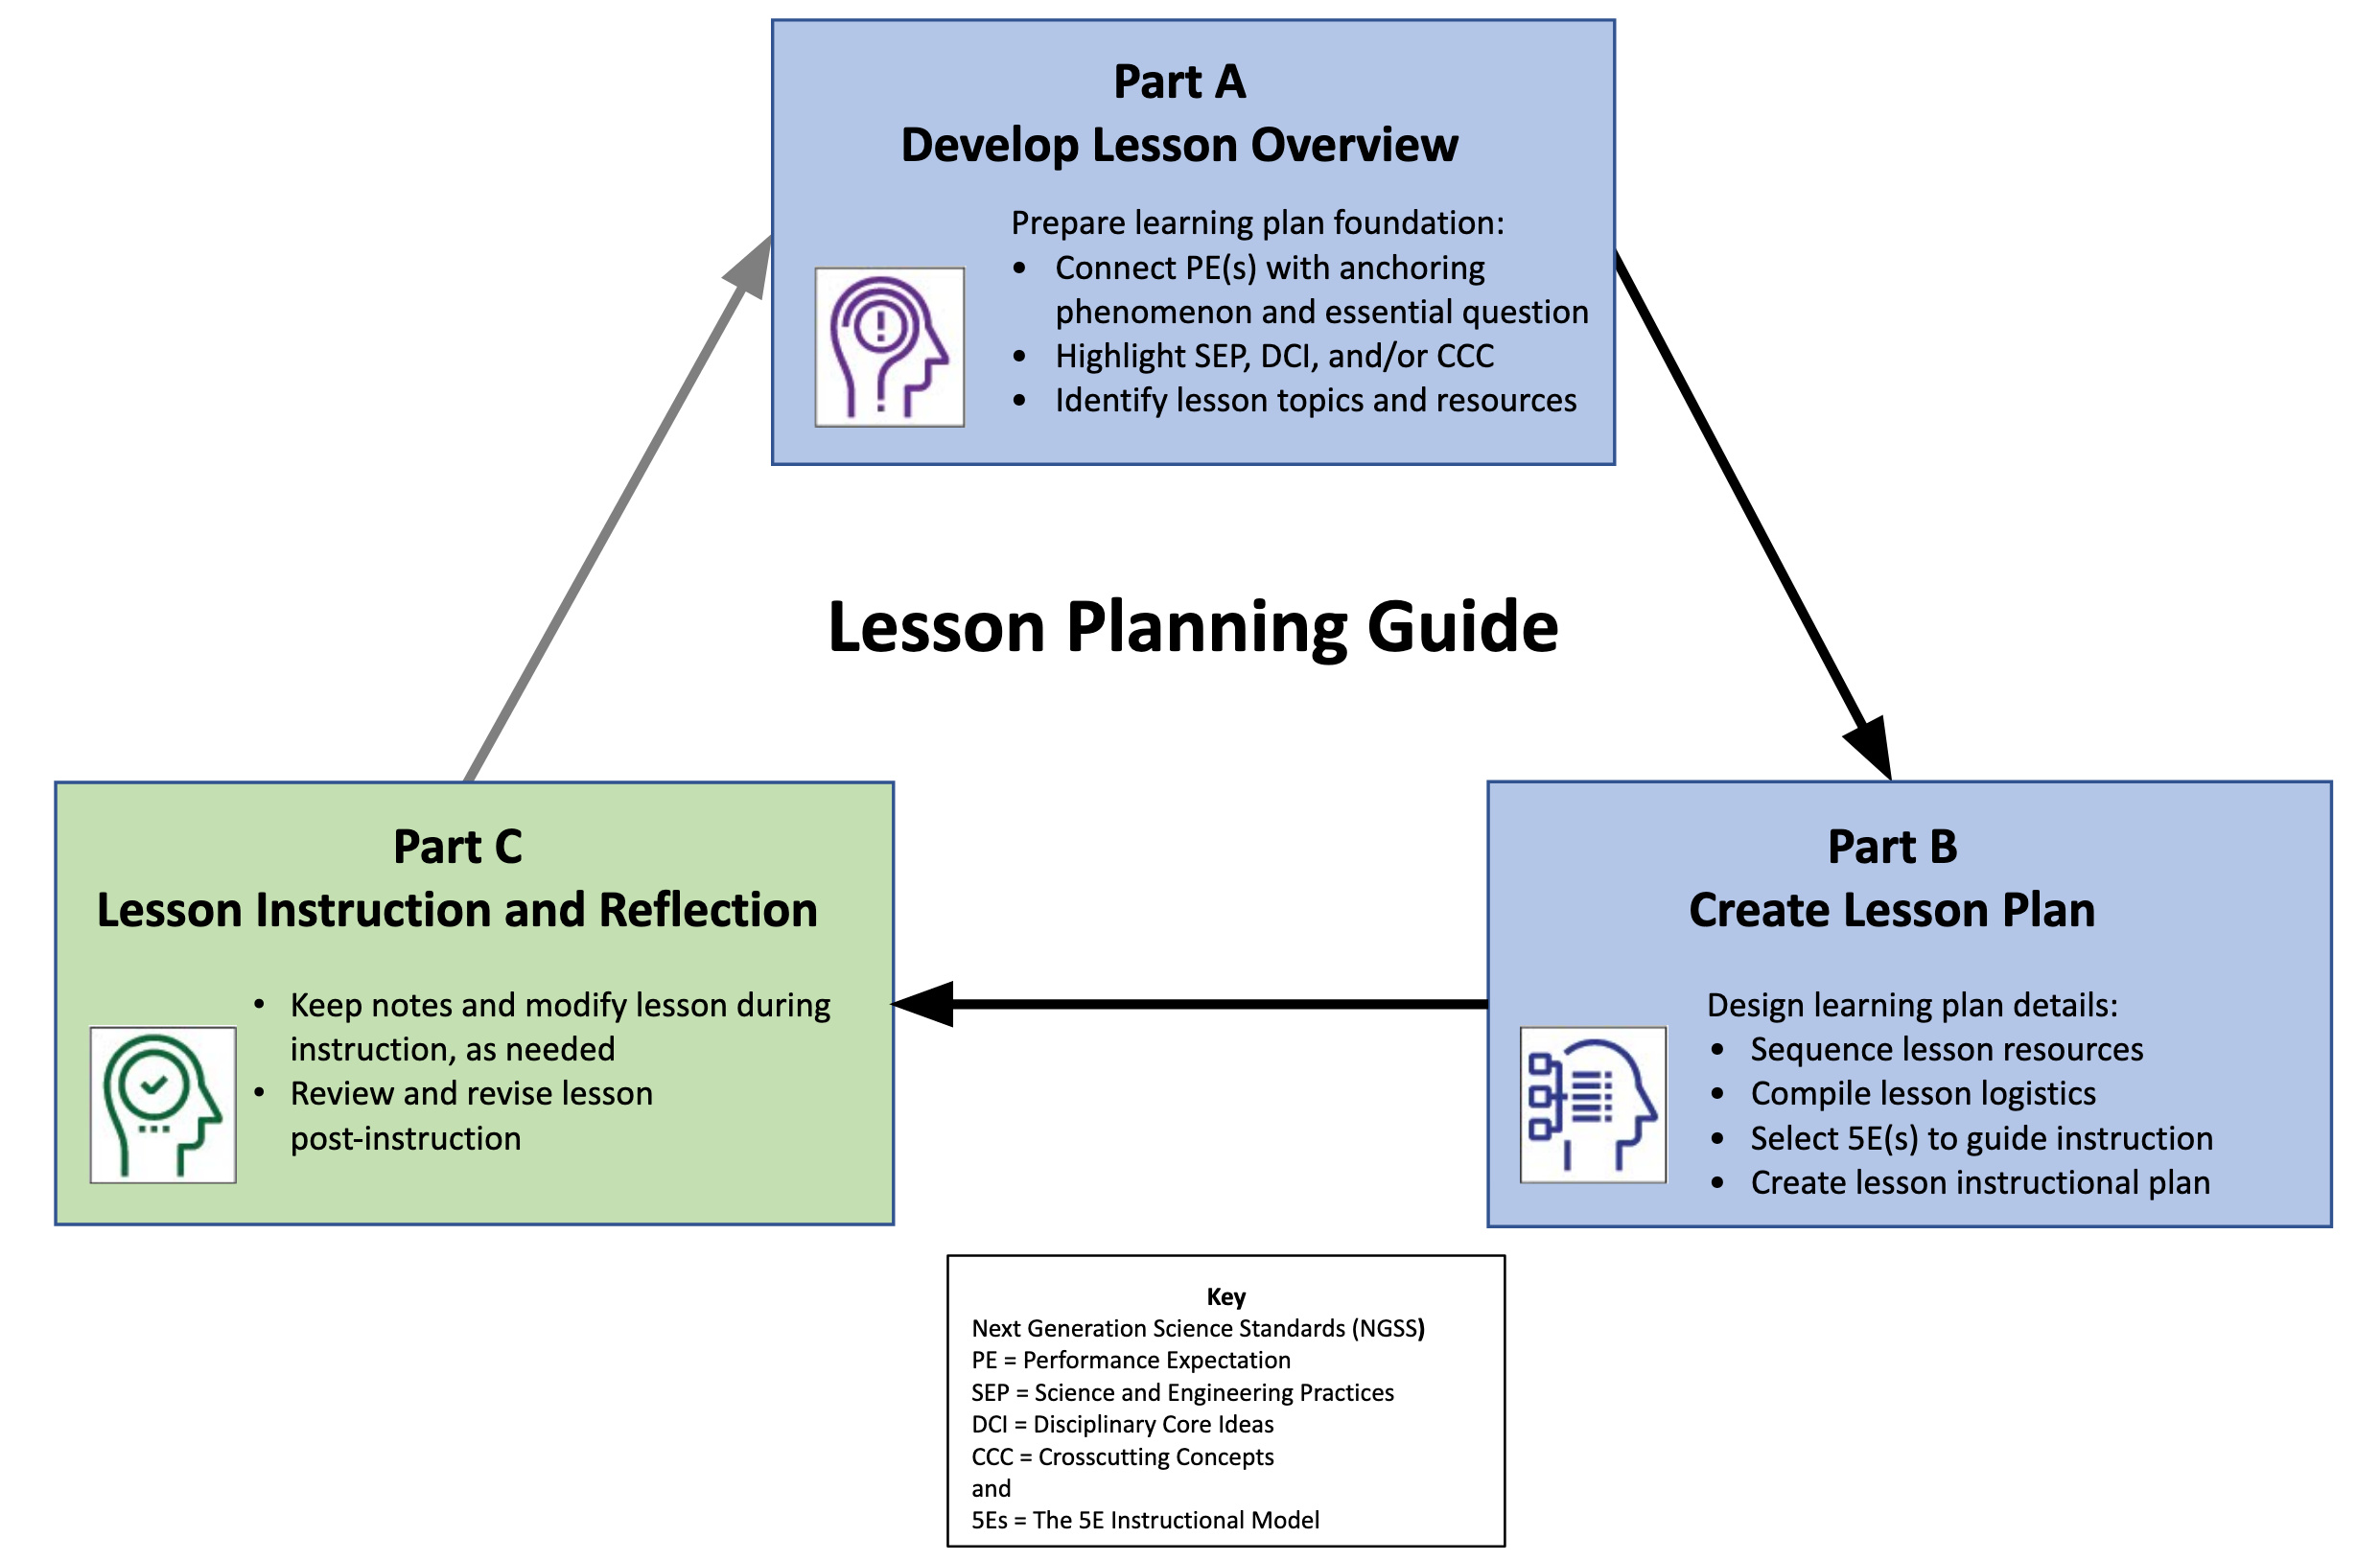 Part A
Develop Lesson Overview
Prepare learning plan foundation:
• Connect PE(s) with anchoring
phenomenon and essential question
• Highlight SEP, DCI, and/or CCC
• Identify lesson topics and resources
Lesson Planning Guide
Part C
Lesson Instruction and Reflection
• Keep notes and modify lesson during
instruction, as needed
• Review and revise lesson
post-instruction
Part B
Create Lesson Plan
Design learning plan details:
• Sequence lesson resources
• Compile lesson logistics
• Select 5E(s) to guide instruction
• Create lesson instructional plan
Key
Next Generation Science Standards (NGSS)
PE = Performance Expectation
SEP = Science and Engineering Practices
DCI = Disciplinary Core Ideas
CCC = Crosscutting Concepts
and
5Es = The 5E Instructional Model